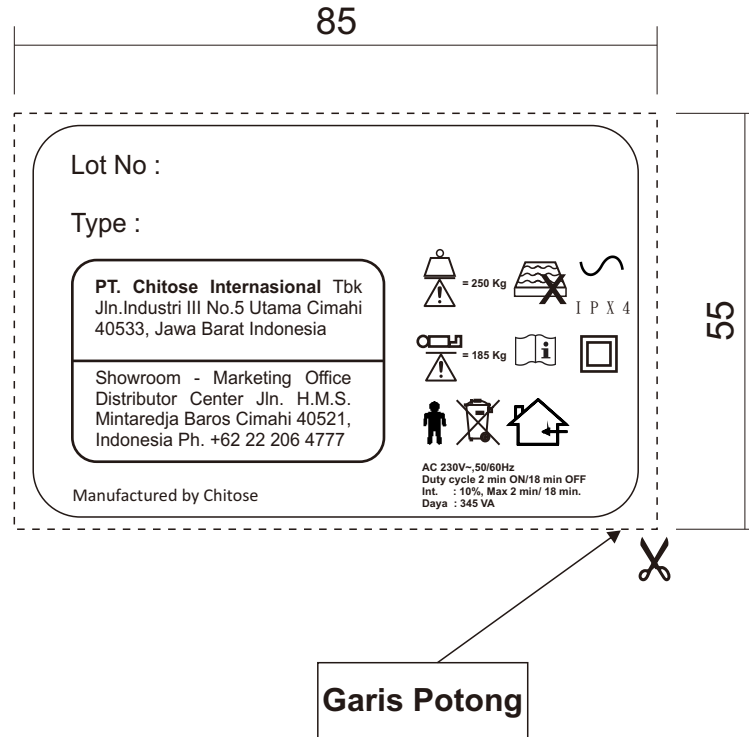 85
Lot No :
Type :
PT. Chitose Internasional Tbk
Jln.Industri III No.5 Utama Cimahi
40533, Jawa Barat Indonesia
Showroom - Marketing Office
Distributor Center Jln. H.M.S.
Mintaredja Baros Cimahi 40521,
Indonesia Ph. +62 22 206 4777
Manufactured by Chitose
= 250 Kg
IPX4
= 185 Kg
i
AC 230V~,50/60Hz
Duty cycle 2 min ON/18 min OFF
Int. : 10%, Max 2 min/ 18 min.
Daya : 345 VA
55
Garis Potong